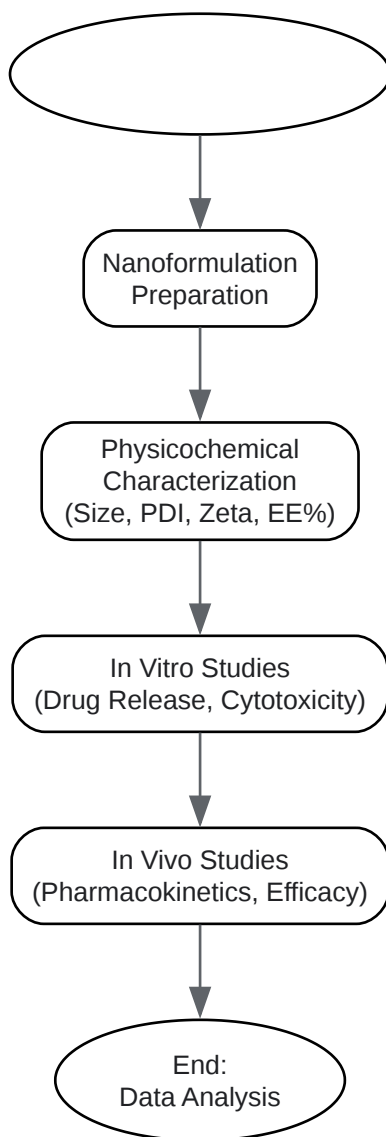 Nanoformulation
Preparation
Physicochemical
Characterization
(Size, PDI, Zeta, EE%)
In Vitro Studies
(Drug Release, Cytotoxicity)
In Vivo Studies
(Pharmacokinetics, Efficacy)
End:
Data Analysis